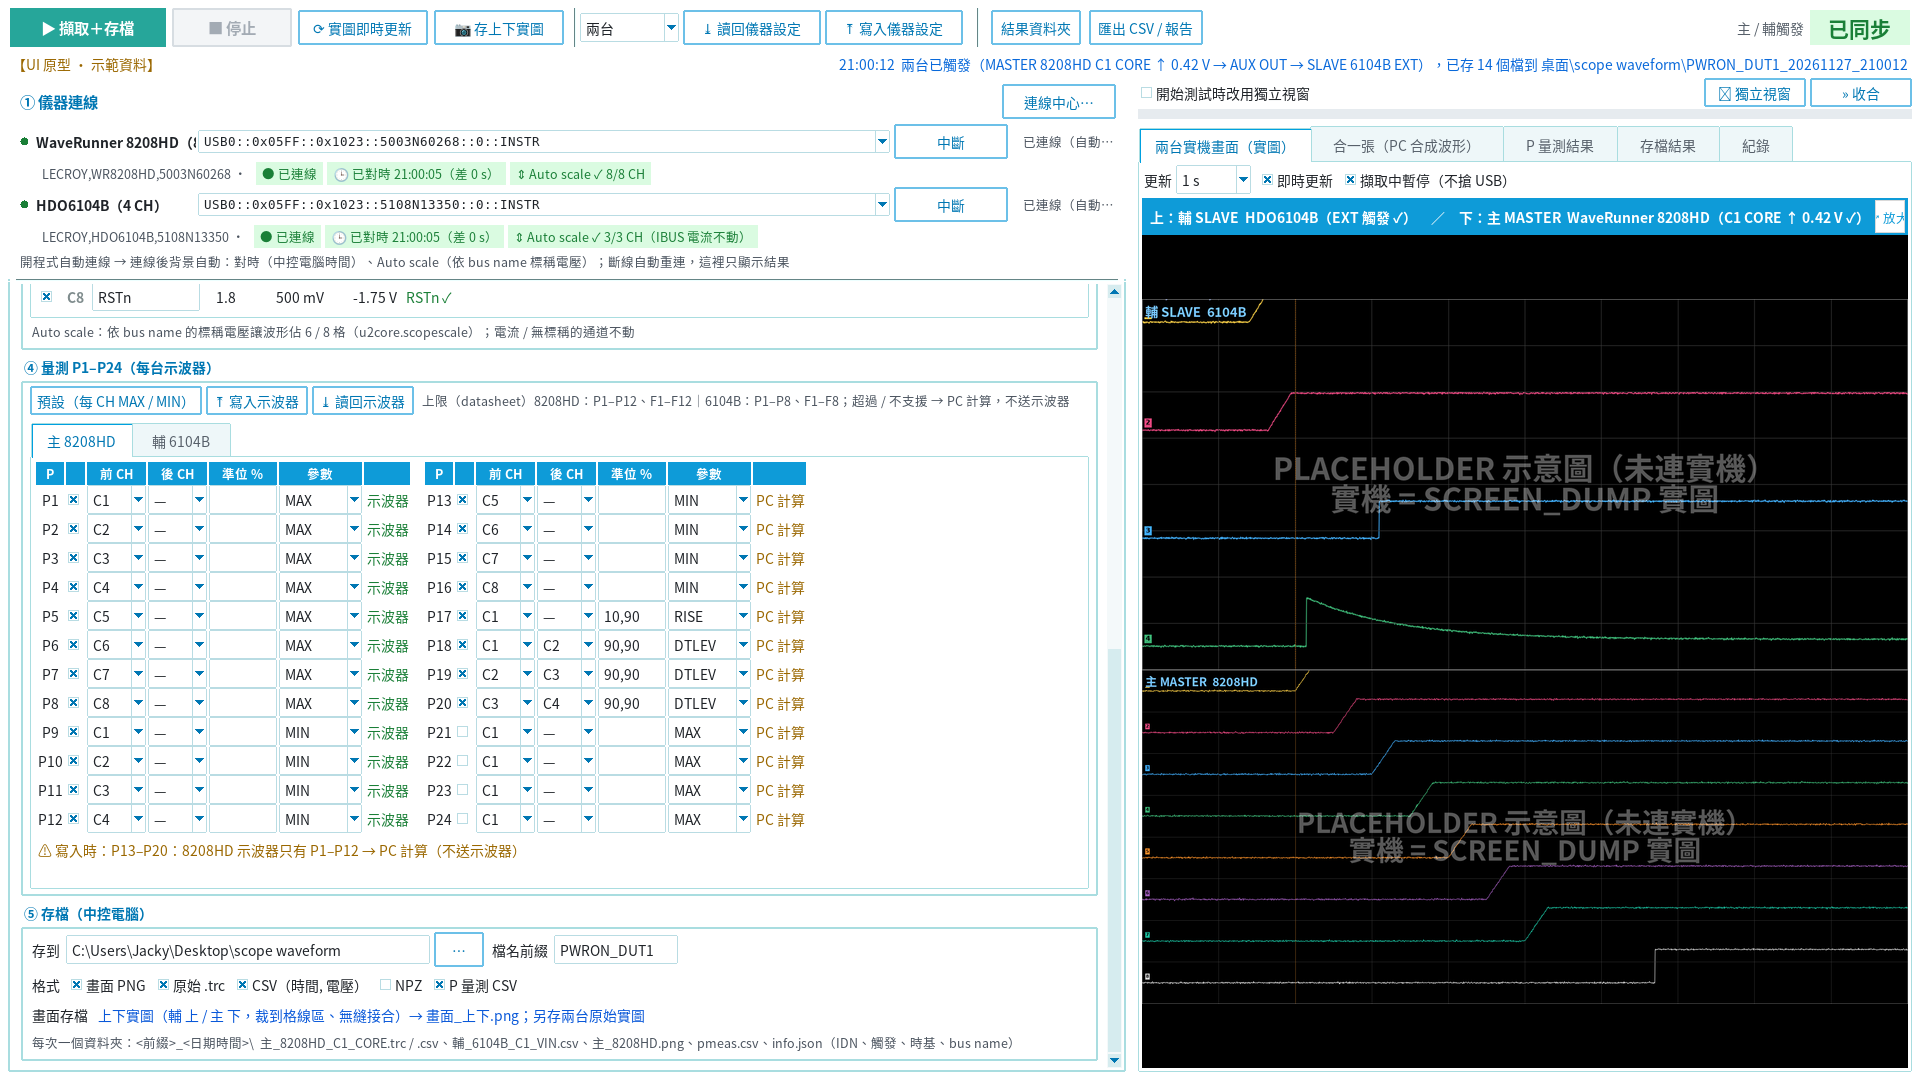 ▶ 擷取＋存檔 ■ 停止 ⟳ 實圖即時更新 📷 存上下實圖 兩台 ⤓ 讀回儀器設定 ⤒ 寫入儀器設定 結果資料夾 匯出 CSV / 報告 主 / 輔觸發 已同步
【UI 原型 · 示範資料】 21:00:12 兩台已觸發（MASTER 8208HD C1 CORE ↑ 0.42 V → AUX OUT → SLAVE 6104B EXT），已存 14 個檔到 桌面\scope waveform\PWRON_DUT1_20261127_210012
① 儀器連線 連線中心…
WaveRunner 8208HD（8 USB0::0x05FF::0x1023::5003N60268::0::INSTR 中斷 已連線（自動…
LECROY,WR8208HD,5003N60268 · ● 已連線 🕒 已對時 21:00:05（差 0 s） ⇕ Auto scale ✓ 8/8 CH
HDO6104B（4 CH） USB0::0x05FF::0x1023::5108N13350::0::INSTR 中斷 已連線（自動…
LECROY,HDO6104B,5108N13350 · ● 已連線 🕒 已對時 21:00:05（差 0 s） ⇕ Auto scale ✓ 3/3 CH（IBUS 電流不動）
開程式自動連線 → 連線後背景自動：對時（中控電腦時間）、Auto scale（依 bus name 標稱電壓）；斷線自動重連，這裡只顯示結果
C8 RSTn 1.8 500 mV -1.75 V RSTn ✓
Auto scale：依 bus name 的標稱電壓讓波形佔 6 / 8 格（u2core.scopescale）；電流 / 無標稱的通道不動
④ 量測 P1–P24（每台示波器）
預設（每 CH MAX / MIN） ⤒ 寫入示波器 ⤓ 讀回示波器 上限（datasheet）8208HD：P1–P12、F1–F12｜6104B：P1–P8、F1–F8；超過 / 不支援 → PC 計算，不送示波器
主 8208HD 輔 6104B
P 前 CH 後 CH 準位 % 參數 P 前 CH 後 CH 準位 % 參數
P1 C1 — MAX 示波器 P13 C5 — MIN PC 計算
P2 C2 — MAX 示波器 P14 C6 — MIN PC 計算
P3 C3 — MAX 示波器 P15 C7 — MIN PC 計算
P4 C4 — MAX 示波器 P16 C8 — MIN PC 計算
P5 C5 — MAX 示波器 P17 C1 — 10,90 RISE PC 計算
P6 C6 — MAX 示波器 P18 C1 C2 90,90 DTLEV PC 計算
P7 C7 — MAX 示波器 P19 C2 C3 90,90 DTLEV PC 計算
P8 C8 — MAX 示波器 P20 C3 C4 90,90 DTLEV PC 計算
P9 C1 — MIN 示波器 P21 C1 — MAX PC 計算
P10 C2 — MIN 示波器 P22 C1 — MAX PC 計算
P11 C3 — MIN 示波器 P23 C1 — MAX PC 計算
P12 C4 — MIN 示波器 P24 C1 — MAX PC 計算
⚠ 寫入時：P13–P20：8208HD 示波器只有 P1–P12 → PC 計算（不送示波器）
⑤ 存檔（中控電腦）
存到 C:\Users\Jacky\Desktop\scope waveform … 檔名前綴 PWRON_DUT1
格式 畫面 PNG 原始 .trc CSV（時間, 電壓） NPZ P 量測 CSV
畫面存檔 上下實圖（輔 上 / 主 下，裁到格線區、無縫接合）→ 畫面_上下.png；另存兩台原始實圖
每次一個資料夾：<前綴>_<日期時間>\ 主_8208HD_C1_CORE.trc / .csv、輔_6104B_C1_VIN.csv、主_8208HD.png、pmeas.csv、info.json（IDN、觸發、時基、bus name）
開始測試時改用獨立視窗 獨立視窗 » 收合
兩台實機畫面（實圖） 合一張（PC 合成波形） P 量測結果 存檔結果 紀錄
更新 1 s 即時更新 擷取中暫停（不搶 USB）
上：輔 SLAVE HDO6104B（EXT 觸發 ✓） ／ 下：主 MASTER WaveRunner 8208HD（C1 CORE ↑ 0.42 V ✓） 放大
輔 SLAVE 6104B
2
PLACEHOLDER 示意圖（未連實機）
實機 = SCREEN_DUMP 實圖
3
4
主 MASTER 8208HD
PLACEHOLDER 示意圖（未連實機）
實機 = SCREEN_DUMP 實圖